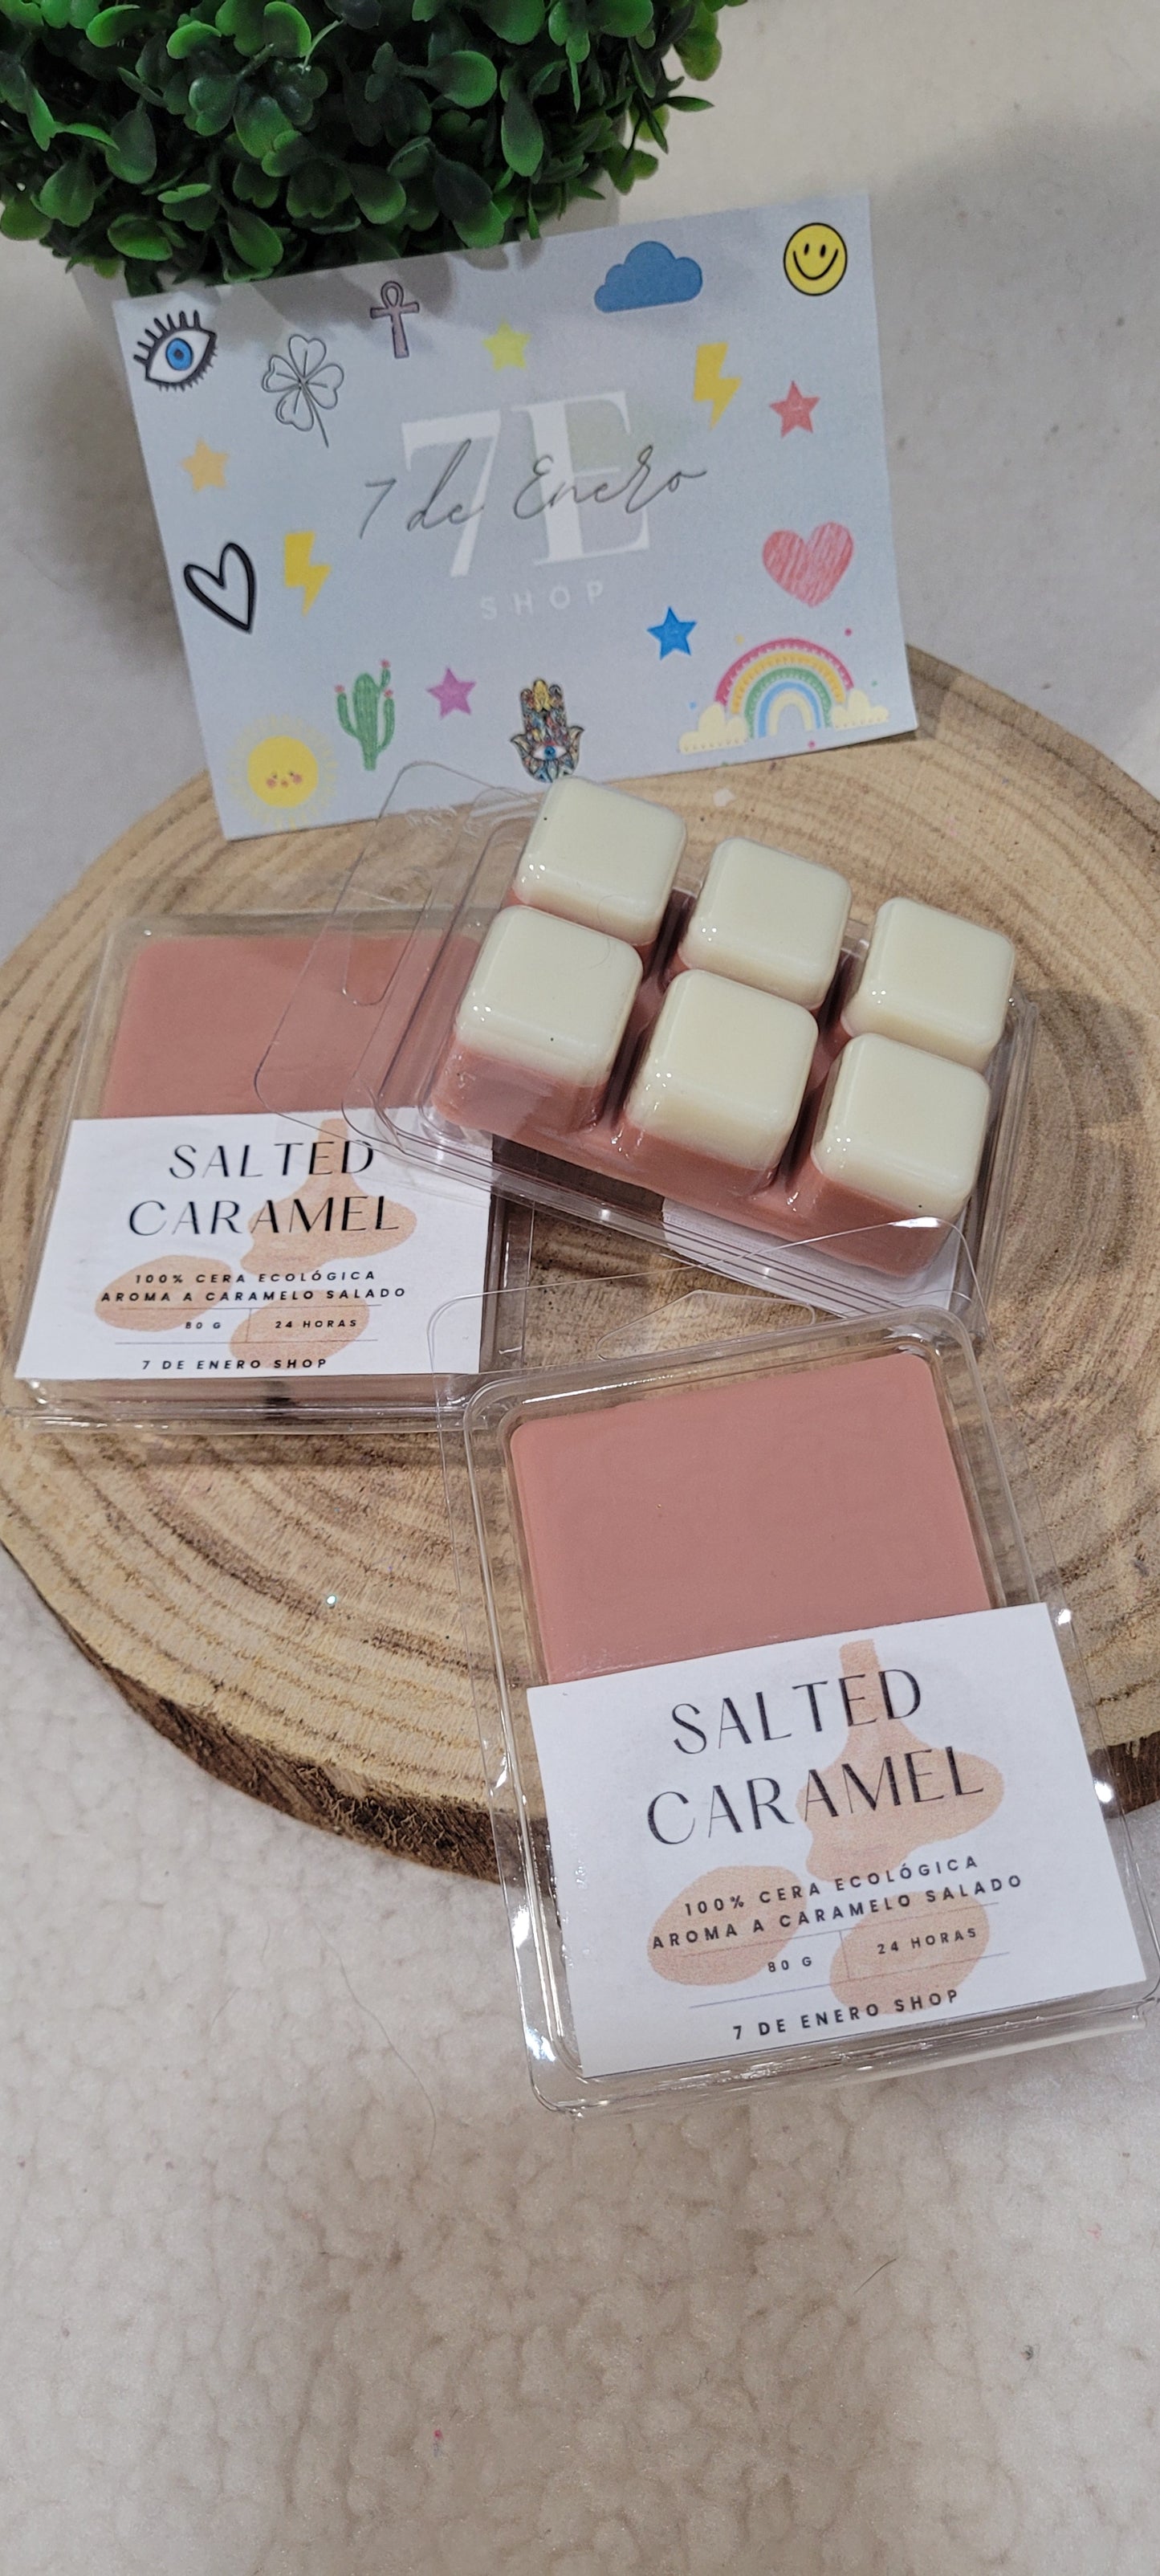 7E
7 de Enero
SHOP
SALTED
CARAMEL
100% CERA ECOLÓGICA
AROMA A CARAMELO SALADO
80 G
24 HORAS
7 DE ENERO SHOP
SALTED
CARAMEL
100% CERA ECOLÓGICA
AROMA A CARAMELO SALADO
80 G
24 HORAS
7 DE ENERO SHOP